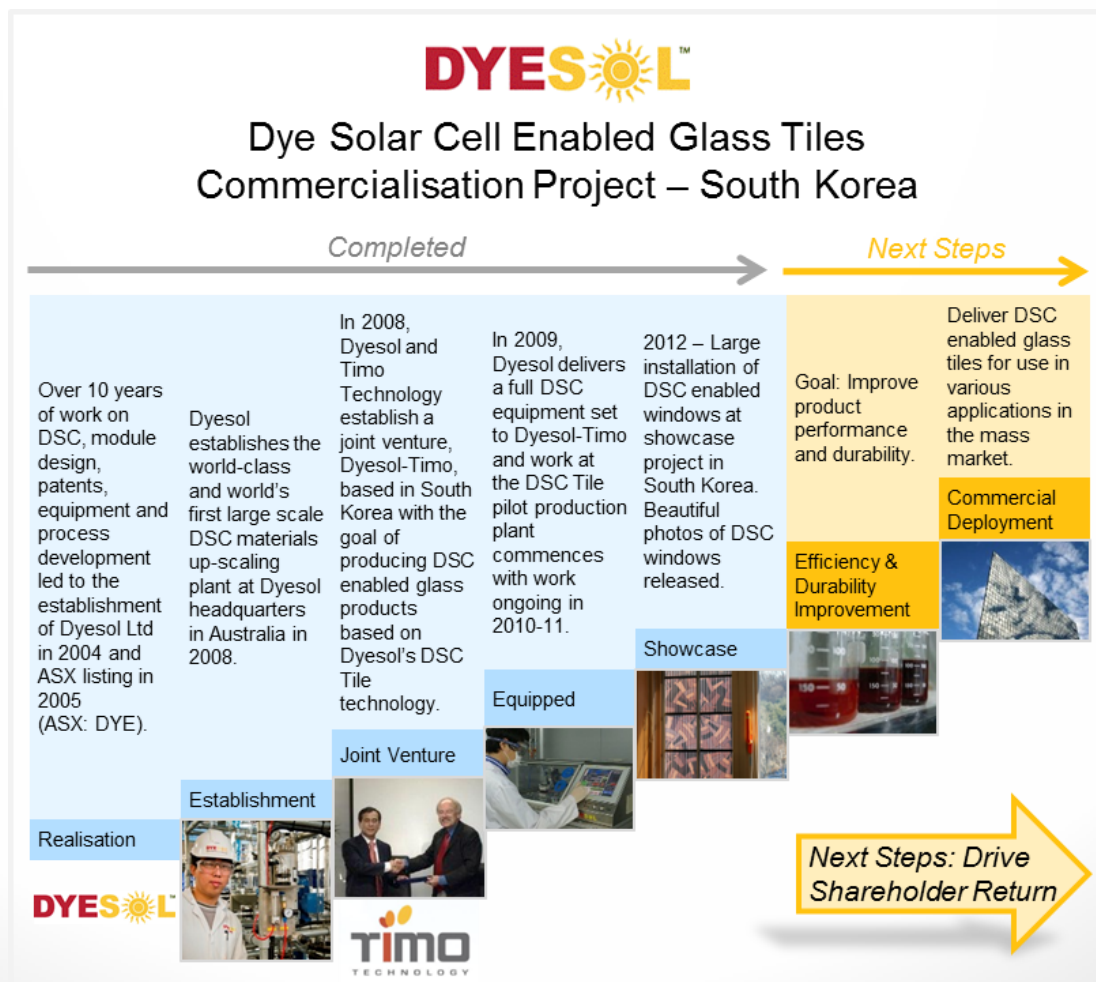 DYESOL™
Dye Solar Cell Enabled Glass Tiles
Commercialisation Project – South Korea
Completed
Next Steps
Over 10 years
of work on
DSC, module
design,
patents,
equipment and
process
development
led to the
establishment
of Dyesol Ltd
in 2004 and
ASX listing in
2005
(ASX: DYE).
Realisation
DYESOL™
Dyesol
establishes the
world-class
and world's
first large scale
DSC materials
up-scaling
plant at Dyesol
headquarters
in Australia in
2008.
Establishment
In 2008,
Dyesol and
Timo
Technology
establish a
joint venture,
Dyesol-Timo,
based in South
Korea with the
goal of
producing DSC
enabled glass
products
based on
Dyesol's DSC
Tile
technology.
Joint Venture
TIMO
TECHNOLOGY
In 2009,
Dyesol delivers
a full DSC
equipment set
to Dyesol-Timo
and work at
the DSC Tile
pilot production
plant
commences
with work
ongoing in
2010-11.
Equipped
2012 – Large
installation of
DSC enabled
windows at
showcase
project in
South Korea.
Beautiful
photos of DSC
windows
released.
Showcase
Goal: Improve
product
performance
and durability.
Efficiency &
Durability
Improvement
150
50
100
150
50
100
150
Deliver DSC
enabled glass
tiles for use in
various
applications in
the mass
market.
Commercial
Deployment
Next Steps: Drive
Shareholder Return